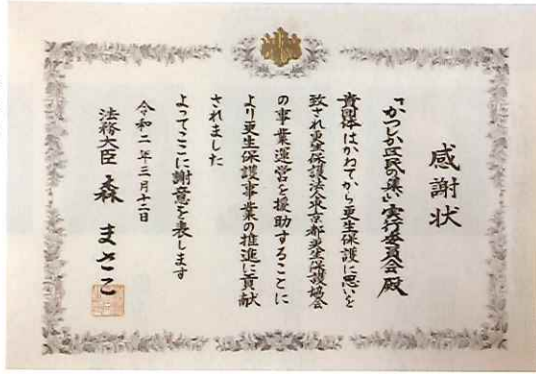 感謝状
「かつしか区民の集い」実行委員会殿
貴団体はかねてから更生保護に思いを
致され更生保護法人東京都更生保護協会
の事業運営を援助することに
より更生保護事業の推進に貢献
されました
よってここに謝意を表します
令和二年三月十二日
法務大臣 森 まさこ